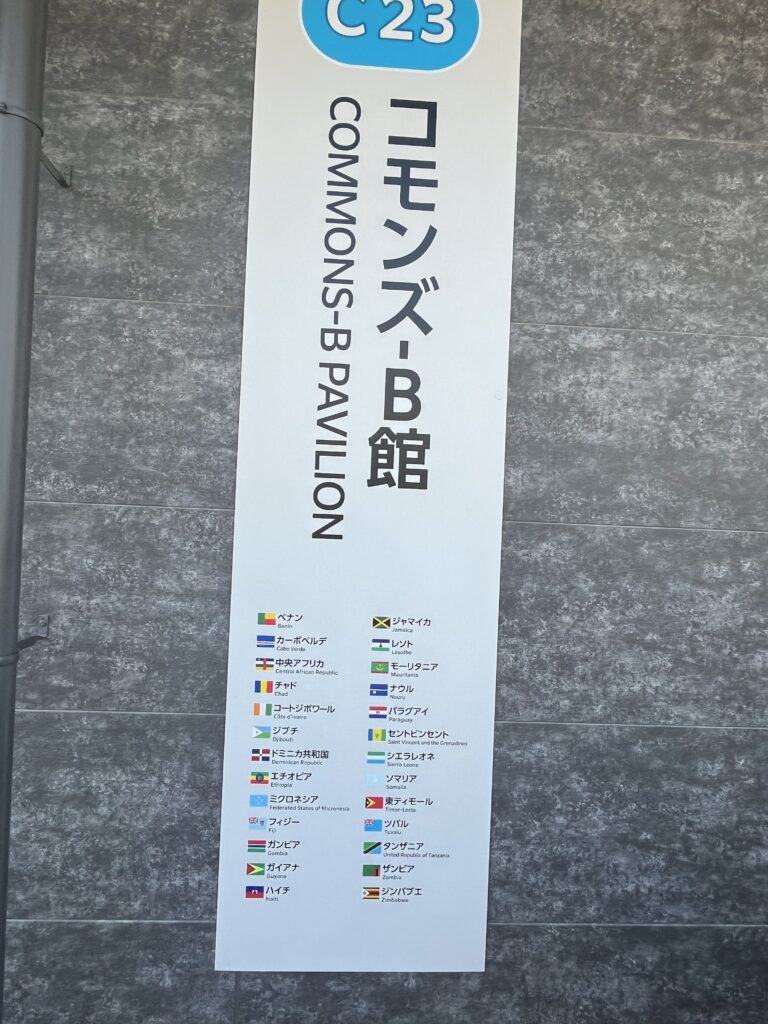 C 23
コモンズ-B館
COMMONS-B PAVILION
ベナン
Benin
カーボベルデ
Cabo Verde
中央アフリカ
Central African Republic
チャド
Chad
コートジボワール
Côte d'Ivoire
ジブチ
Djibouti
ドミニカ共和国
Dominican Republic
エチオピア
Ethiopia
ミクロネシア
Federated States of Micronesia
フィジー
Fiji
ガンビア
Gambia
ガイアナ
Guyana
ハイチ
Haiti
ジャマイカ
Jamaica
レソト
Lesotho
モーリタニア
Mauritania
ナウル
Nauru
パラグアイ
Paraguay
セントビンセント
Saint Vincent and the Grenadines
シエラレオネ
Sierra Leone
ソマリア
Somalia
東ティモール
Timor-Leste
ツバル
Tuvalu
タンザニア
United Republic of Tanzania
ザンビア
Zambia
ジンバブエ
Zimbabwe